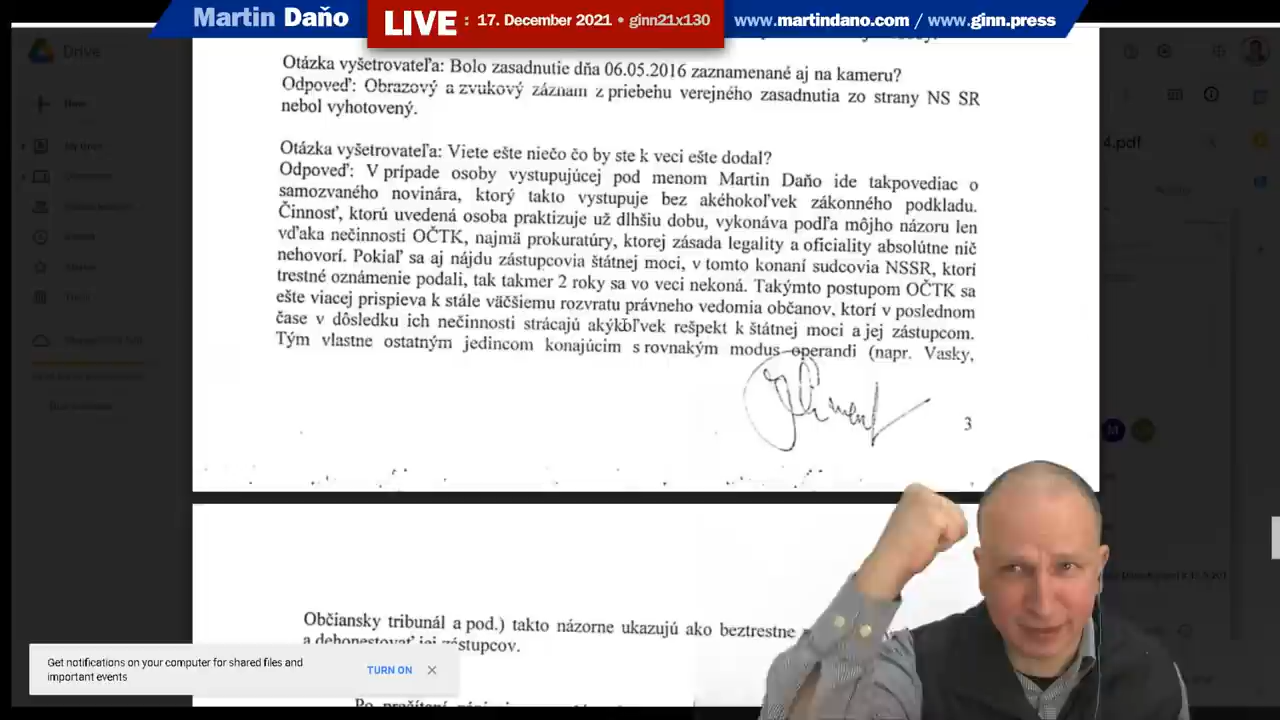 Martin Daňo
LIVE : 17. December 2021 • ginn21x130
www.martindano.com / www.ginn.press
Drive
4.pdf
Otázka vyšetrovateľa: Bolo zasadnutie dňa 06.05.2016 zaznamenané aj na kameru?
Odpoveď: Obrazový a zvukový záznam z priebehu verejného zasadnutia zo strany NS SR
nebol vyhotovený.
Otázka vyšetrovateľa: Viete ešte niečo čo by ste k veci ešte dodal?
Odpoveď: V prípade osoby vystupujúcej pod menom Martin Daňo ide takpovediac o
samozvaného novinára, ktorý takto vystupuje bez akéhokoľvek zákonného podkladu.
Činnosť, ktorú uvedená osoba praktizuje už dlhšiu dobu, vykonáva podľa môjho názoru len
vďaka nečinnosti OČTK, najmä prokuratúry, ktorej zásada legality a oficiality absolútne nič
nehovorí. Pokiaľ sa aj nájdu zástupcovia štátnej moci, v tomto konaní sudcovia NSSR, ktorí
trestné oznámenie podali, tak takmer 2 roky sa vo veci nekoná. Takýmto postupom OČTK sa
ešte viacej prispieva k stále väčšiemu rozvratu právneho vedomia občanov, ktorí v poslednom
čase v dôsledku ich nečinnosti strácajú akýkoľvek rešpekt k štátnej moci a jej zástupcom.
Tým vlastne ostatným jedincom konajúcim s rovnakým modus operandi (napr. Vasky,
3
Občiansky tribunál a pod.) takto názorne ukazujú ako beztrestne
a dehonestovať jej zástupcov.
Get notifications on your computer for shared files and
important events
TURN ON